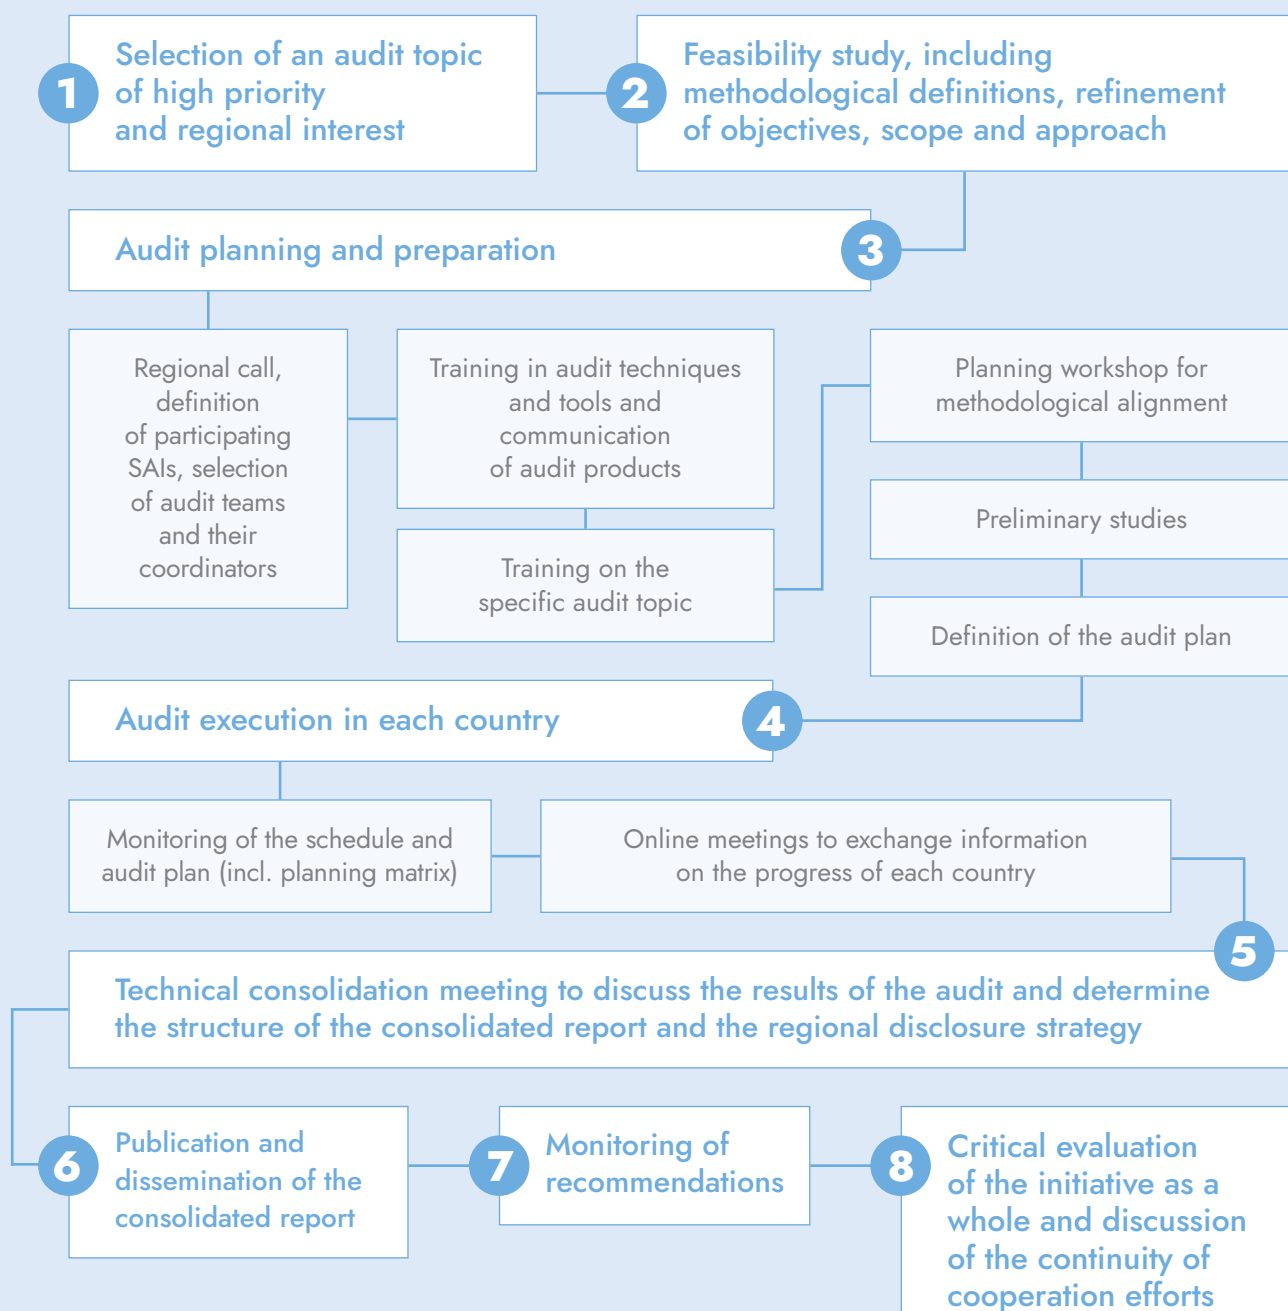 1
Selection of an audit topic
of high priority
and regional interest
2
Feasibility study, including
methodological definitions, refinement
of objectives, scope and approach
Audit planning and preparation
3
Regional call,
definition
of participating
SAIs, selection
of audit teams
and their
coordinators
Training in audit techniques
and tools and
communication
of audit products
Training on the
specific audit topic
Planning workshop for
methodological alignment
Preliminary studies
Definition of the audit plan
Audit execution in each country
4
Monitoring of the schedule and
audit plan (incl. planning matrix)
Online meetings to exchange information
on the progress of each country
5
Technical consolidation meeting to discuss the results of the audit and determine
the structure of the consolidated report and the regional disclosure strategy
6
Publication and
dissemination of the
consolidated report
7
Monitoring of
recommendations
8
Critical evaluation
of the initiative as a
whole and discussion
of the continuity of
cooperation efforts